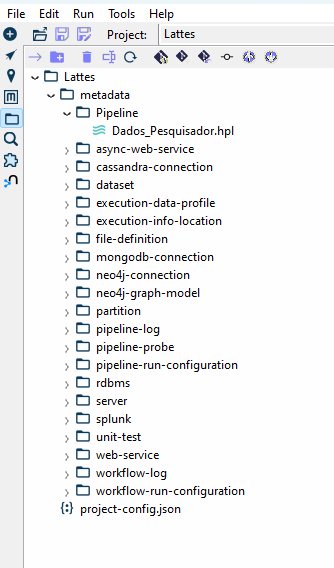 File Edit Run Tools Help
Project: Lattes
Lattes
metadata
Pipeline
Dados_Pesquisador.hpl
async-web-service
cassandra-connection
dataset
execution-data-profile
execution-info-location
file-definition
mongodb-connection
neo4j-connection
neo4j-graph-model
partition
pipeline-log
pipeline-probe
pipeline-run-configuration
rdbms
server
splunk
unit-test
web-service
workflow-log
workflow-run-configuration
project-config.json